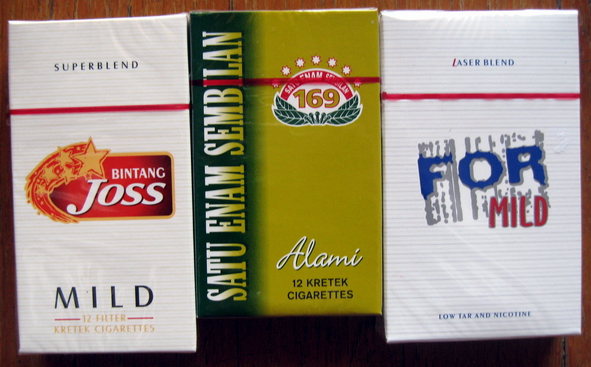 SUPERBLEND
BINTANG
JOSS
MILD
12 FILTER
KRETEK CIGARETTES
SATU ENAM SEMBILAN
SATU ENAM SEMBILAN
169
Alami
12 KRETEK
CIGARETTES
LASER BLEND
FOR
MILD
LOW TAR AND NICOTINE